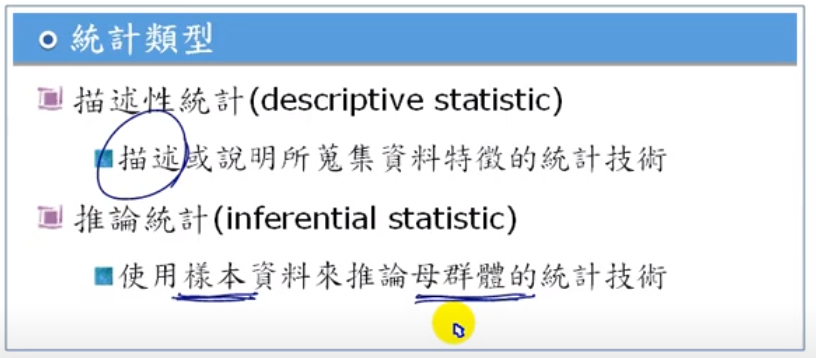 統計類型
描述性統計(descriptive statistic)
描述或說明所蒐集資料特徵的統計技術
推論統計(inferential statistic)
使用樣本資料來推論母群體的統計技術